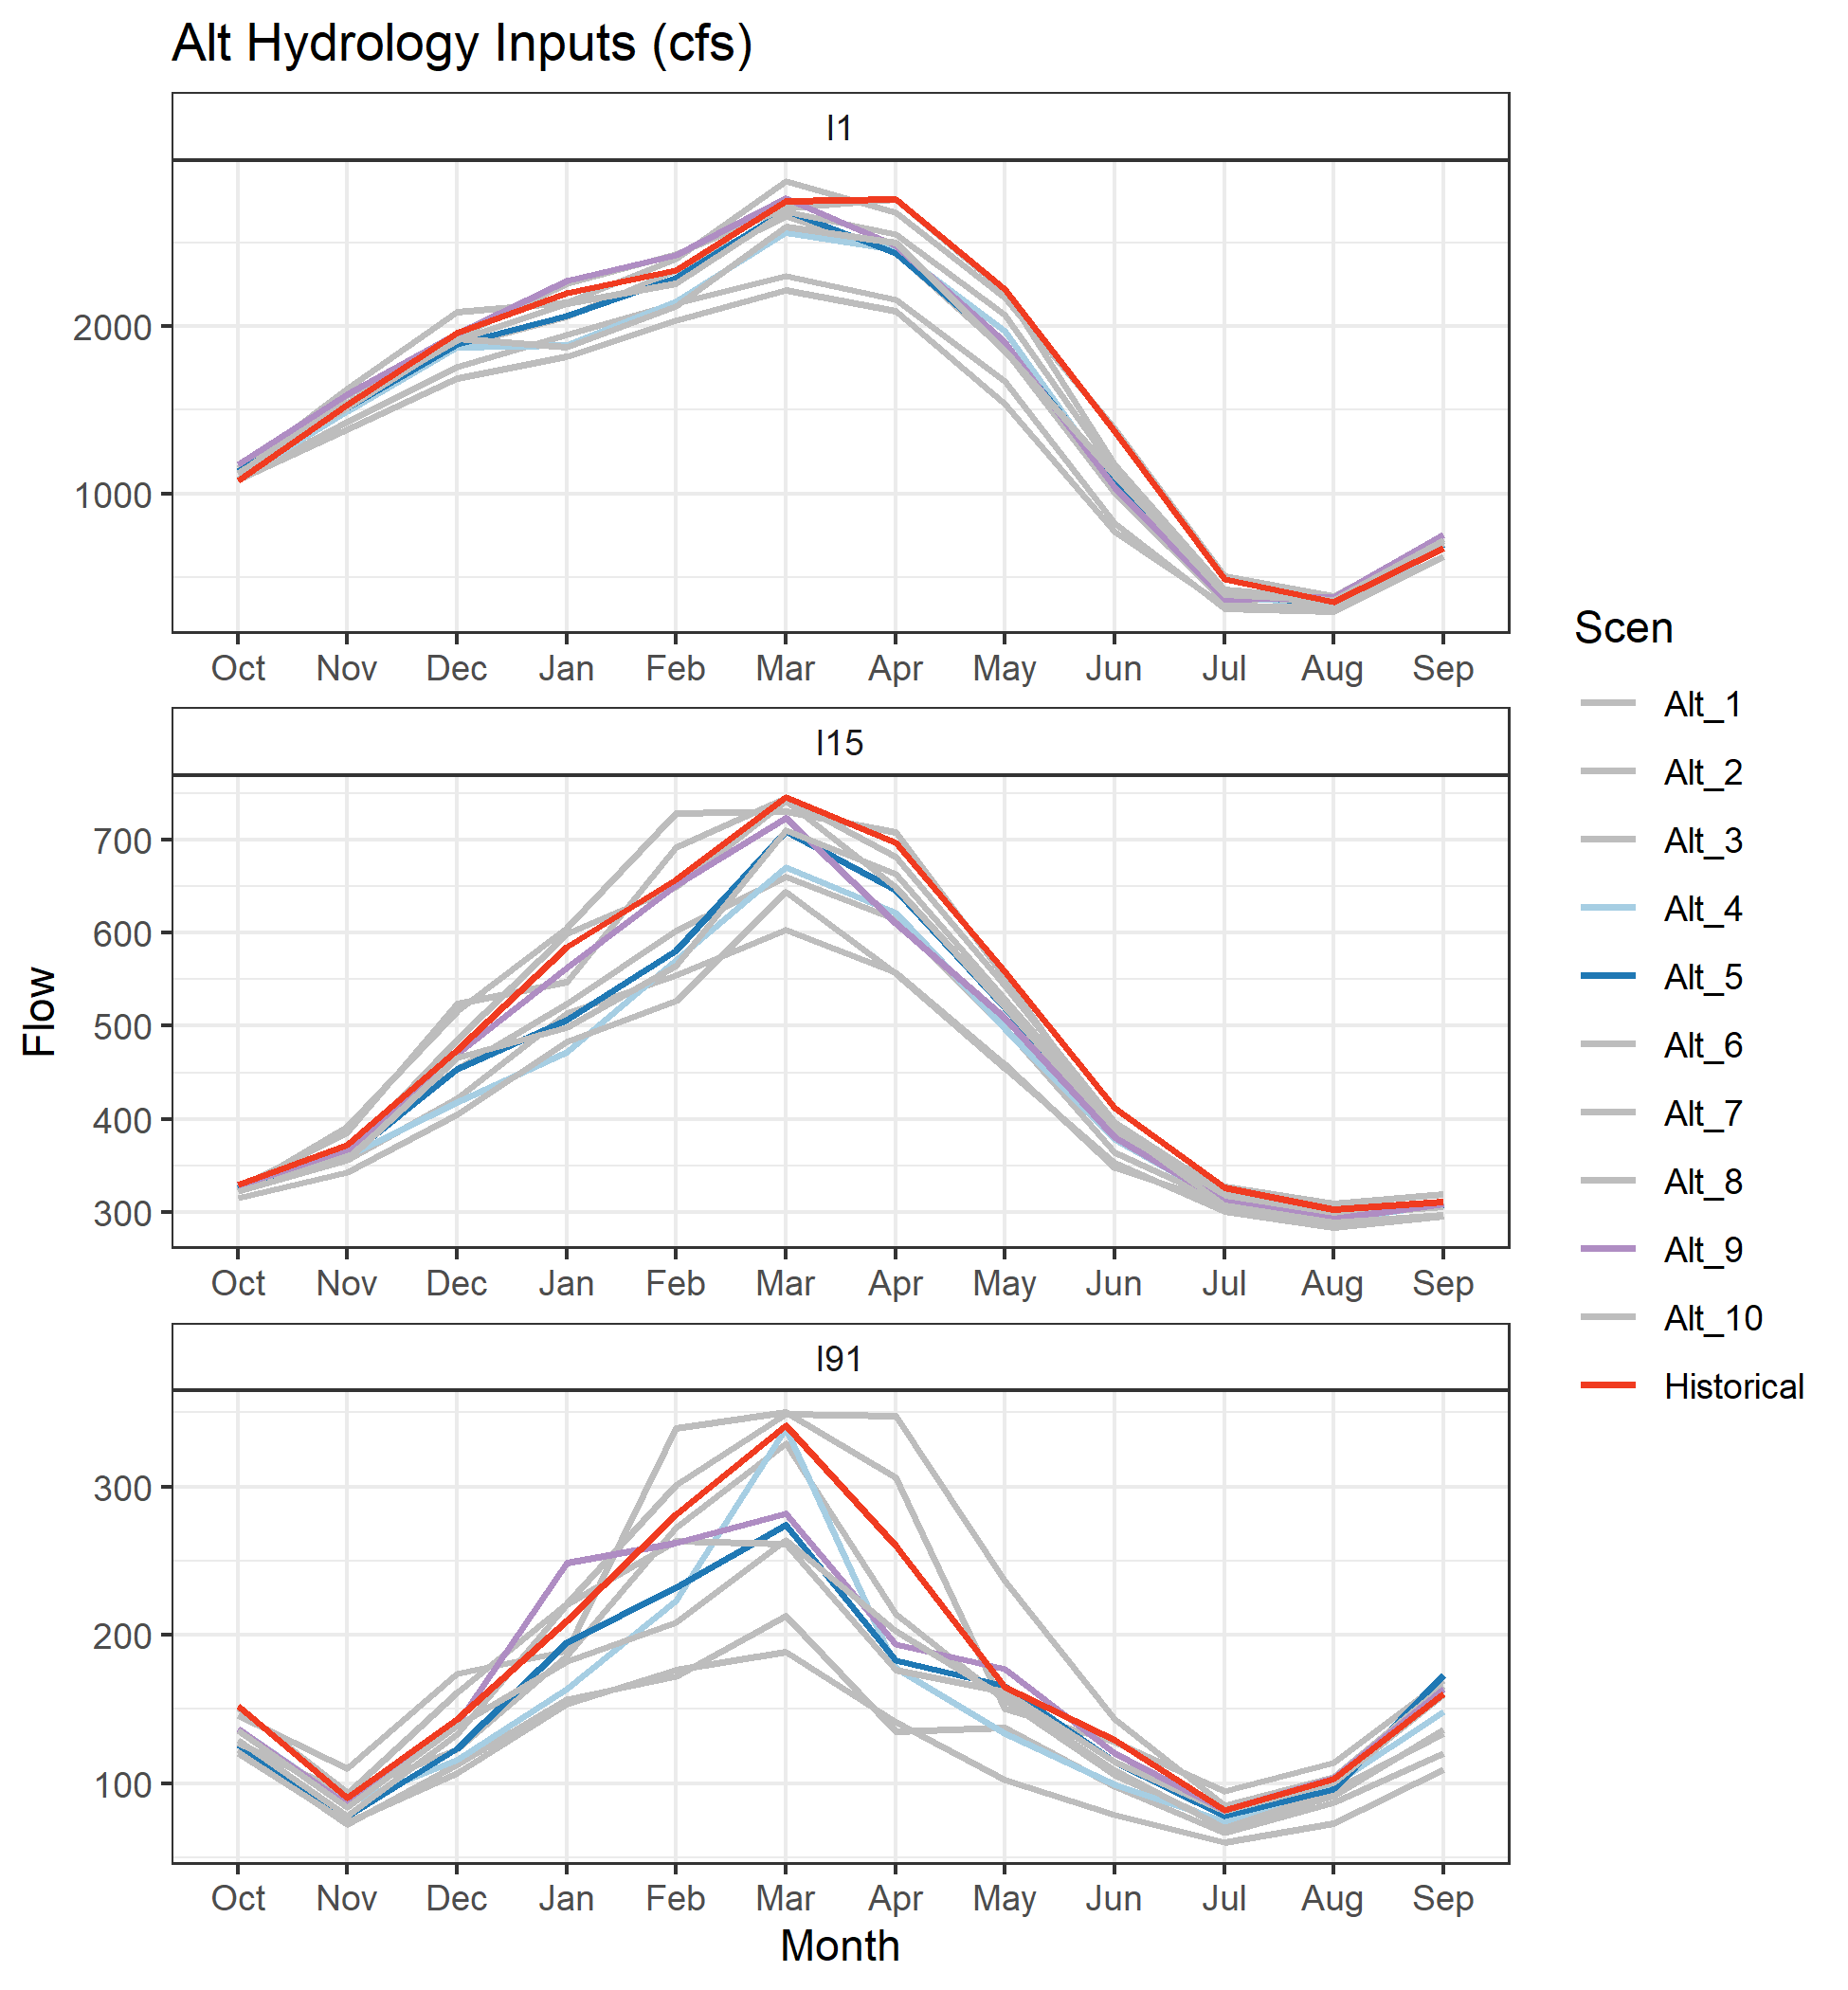 Alt Hydrology Inputs (cfs)
I1
2000
1000
Oct Nov Dec Jan Feb Mar Apr May Jun Jul Aug Sep
I15
700
600
500
400
300
Oct Nov Dec Jan Feb Mar Apr May Jun Jul Aug Sep
I91
300
200
100
Oct Nov Dec Jan Feb Mar Apr May Jun Jul Aug Sep
Month
Flow
Scen
Alt_1
Alt_2
Alt_3
Alt_4
Alt_5
Alt_6
Alt_7
Alt_8
Alt_9
Alt_10
Historical